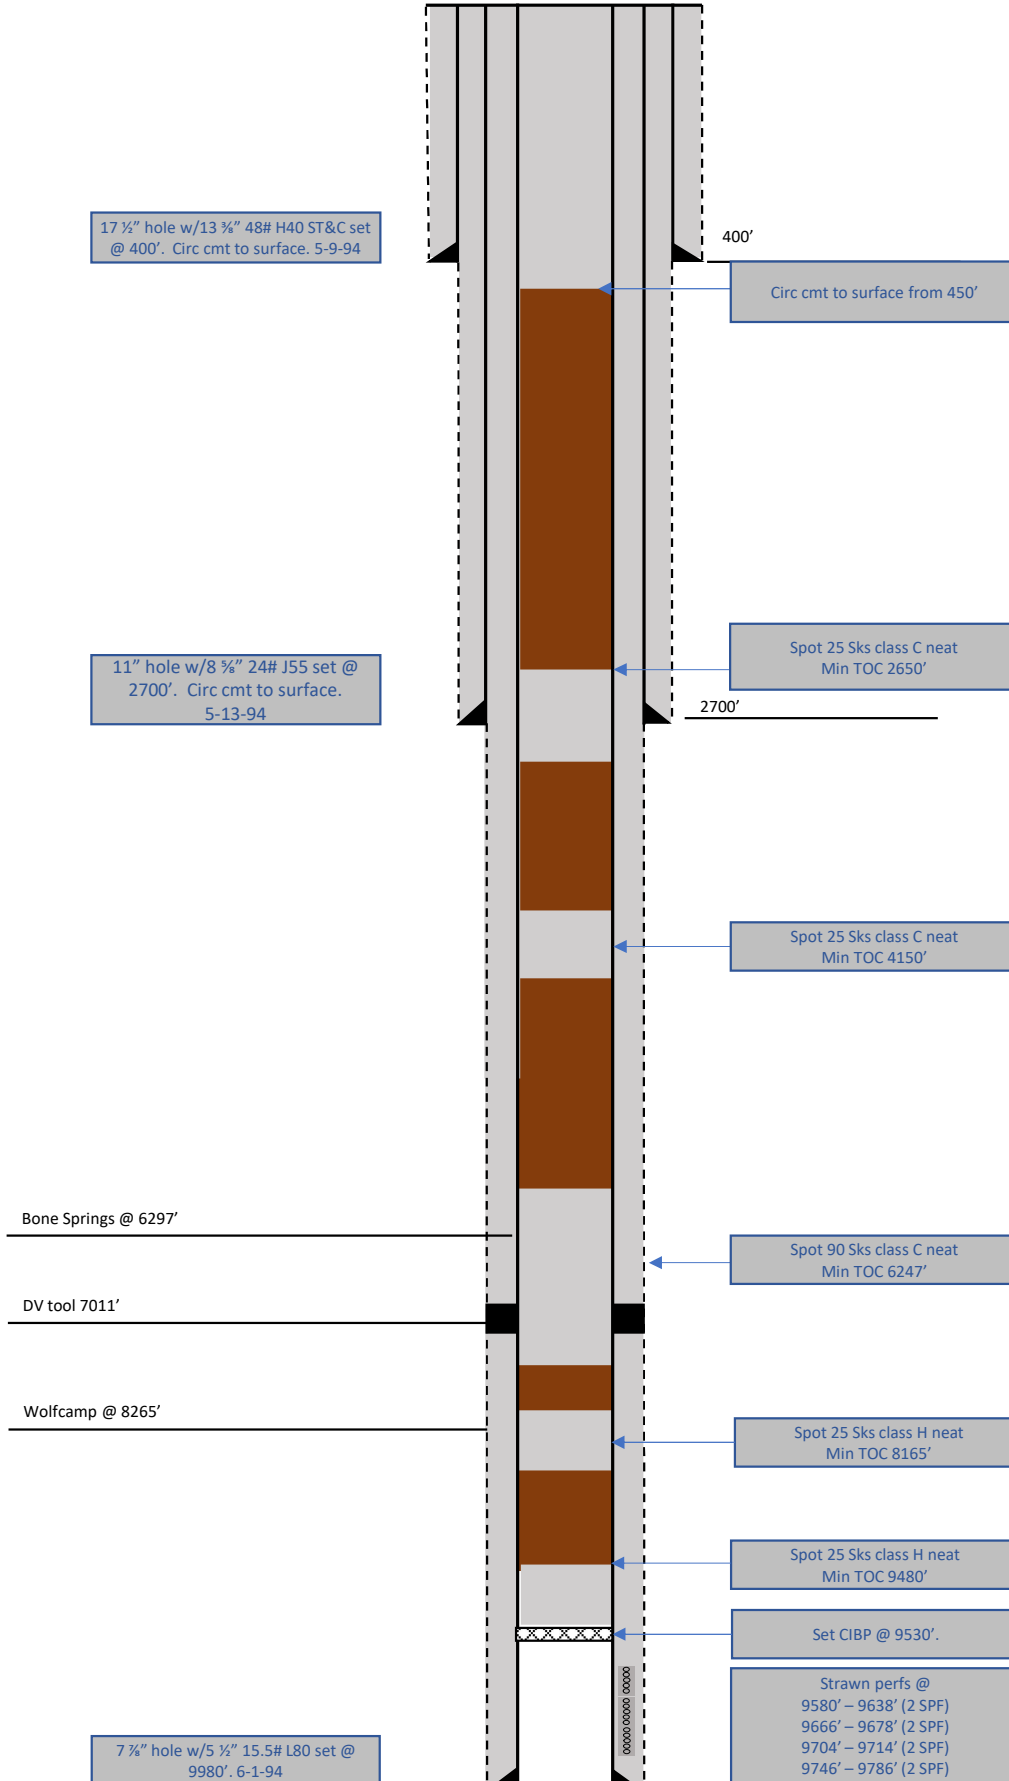 17 ½” hole w/13 ⅜” 48# H40 ST&C set
@ 400’. Circ cmt to surface. 5-9-94
400’
Circ cmt to surface from 450’
Spot 25 Sks class C neat
Min TOC 2650’
11” hole w/8 ⅝” 24# J55 set @
2700’. Circ cmt to surface.
5-13-94
2700’
Spot 25 Sks class C neat
Min TOC 4150’
Bone Springs @ 6297’
Spot 90 Sks class C neat
Min TOC 6247’
DV tool 7011’
Wolfcamp @ 8265’
Spot 25 Sks class H neat
Min TOC 8165’
Spot 25 Sks class H neat
Min TOC 9480’
Set CIBP @ 9530’.
Strawn perfs @
9580’ – 9638’ (2 SPF)
9666’ – 9678’ (2 SPF)
9704’ – 9714’ (2 SPF)
9746’ – 9786’ (2 SPF)
00000
00000 00000
7 ⅞” hole w/5 ½” 15.5# L80 set @
9980’. 6-1-94